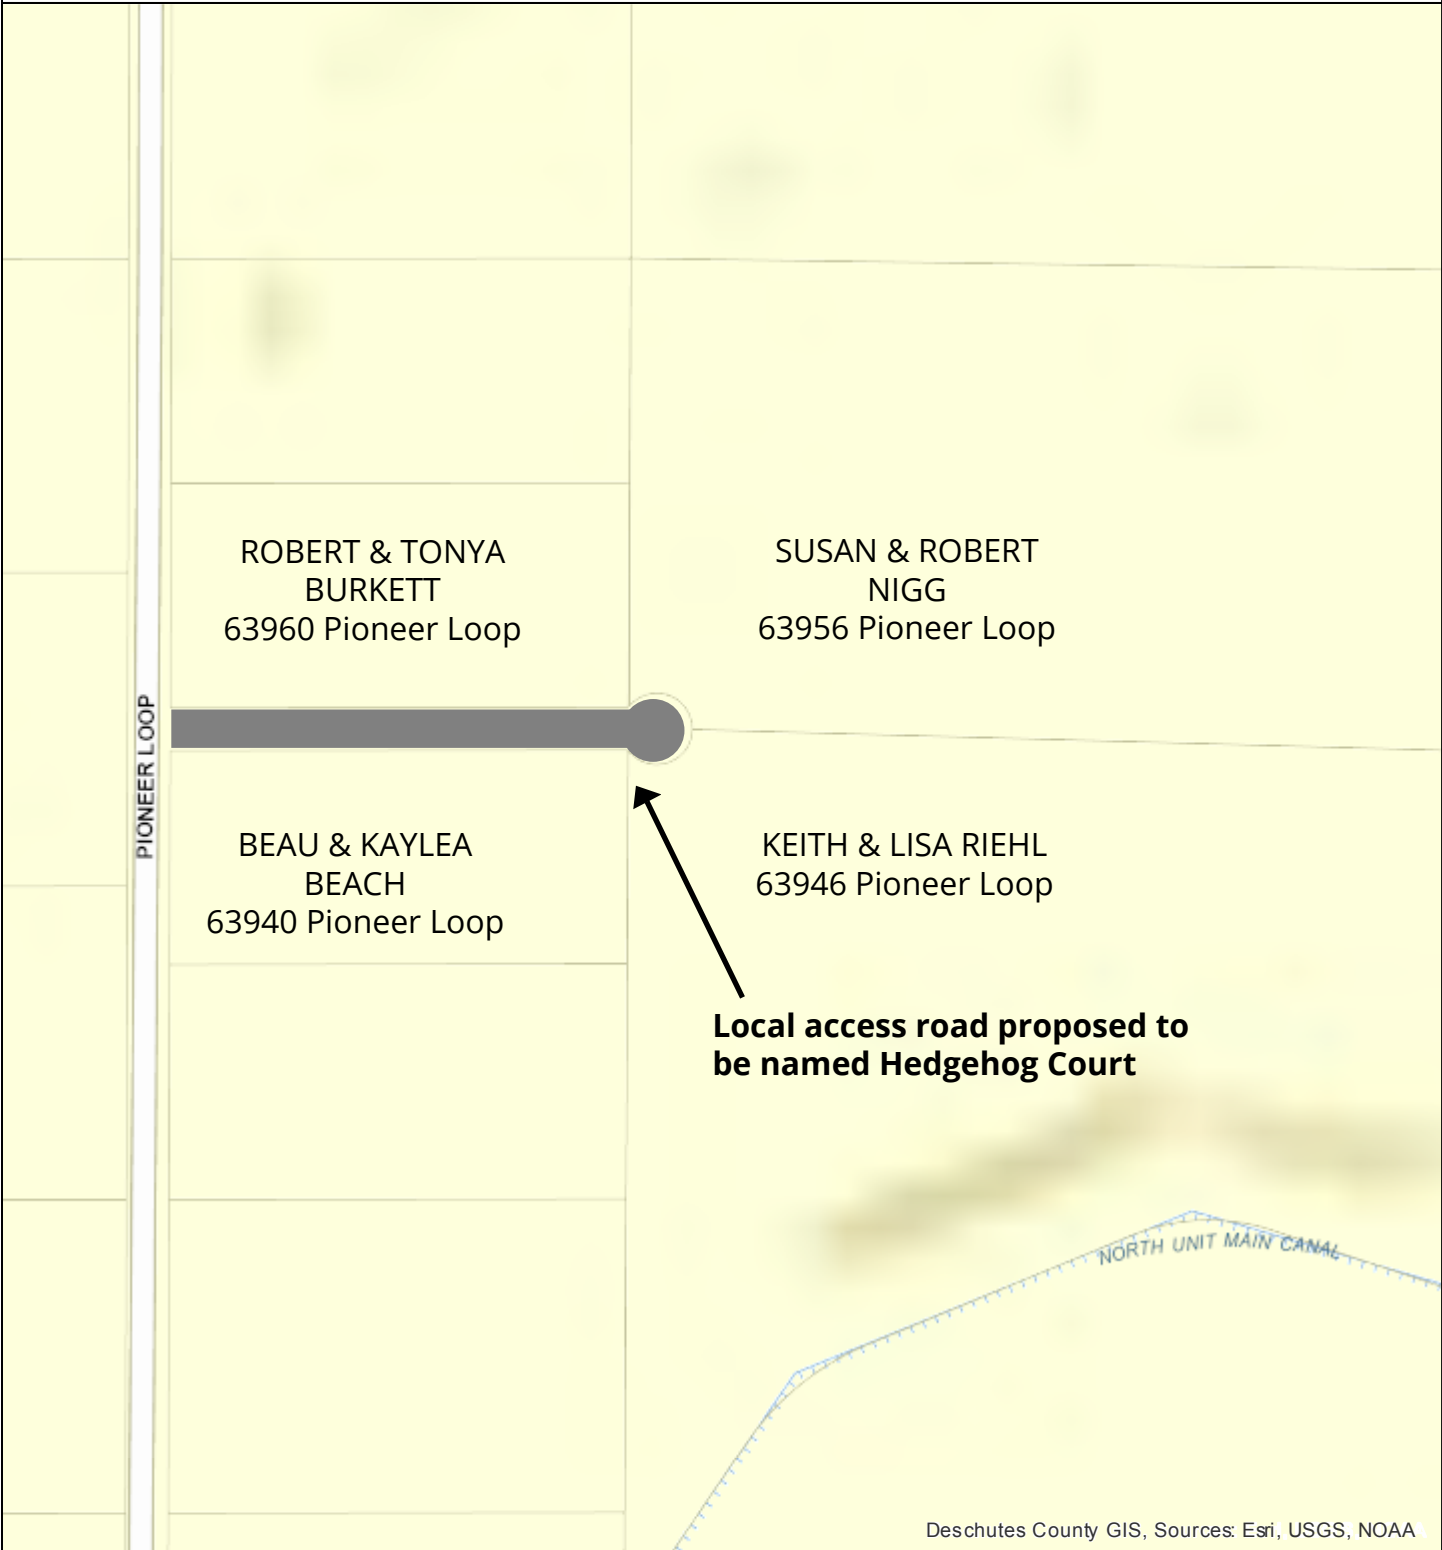 ROBERT & TONYA
BURKETT
63960 Pioneer Loop
SUSAN & ROBERT
NIGG
63956 Pioneer Loop
PIONEER LOOP
BEAU & KAYLEA
BEACH
63940 Pioneer Loop
KEITH & LISA RIEHL
63946 Pioneer Loop
Local access road proposed to
be named Hedgehog Court
NORTH UNIT MAIN CANAL
Deschutes County GIS, Sources: Esri, USGS, NOAA